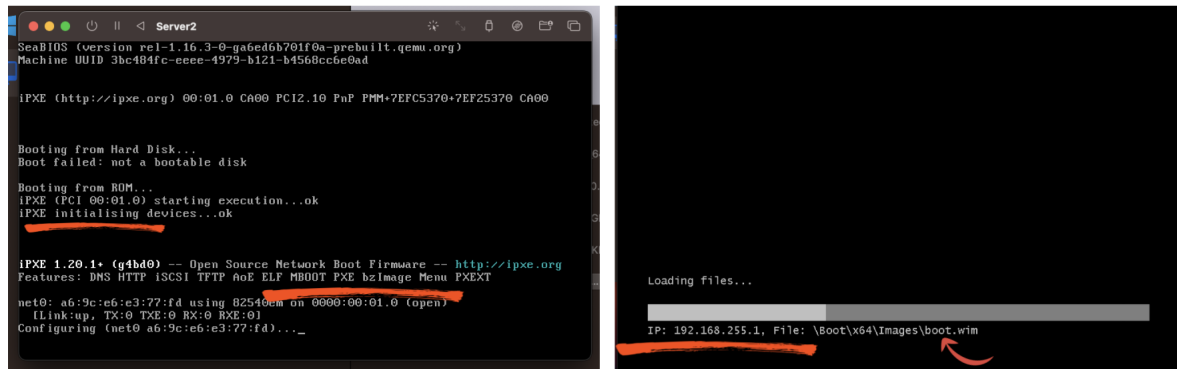 Server2
SeaBIOS (version rel-1.16.3-0-ga6ed6b701f0a-prebuilt.qemu.org)
Machine UUID 3bc484fc-eeee-4979-b121-b4568cc6e0ad
iPXE (http://ipxe.org) 00:01.0 CA00 PCI2.10 PnP PMM+7EFC5370+7EF25370 CA00
Booting from Hard Disk...
Boot failed: not a bootable disk
Booting from ROM...
iPXE (PCI 00:01.0) starting execution...ok
iPXE initialising devices...ok
iPXE 1.20.1+ (g4bd0) -- Open Source Network Boot Firmware -- http://ipxe.org
Features: DNS HTTP iSCSI TFTP AoE ELF MBOOT PXE bzImage Menu PXEXT
net0: a6:9c:e6:e3:77:fd using 82540em on 0000:00:01.0 (open)
[Link:up, TX:0 TXE:0 RX:0 RXE:0]
Configuring (net0 a6:9c:e6:e3:77:fd)..._
Loading files...
IP: 192.168.255.1, File: \Boot\x64\Images\boot.wim